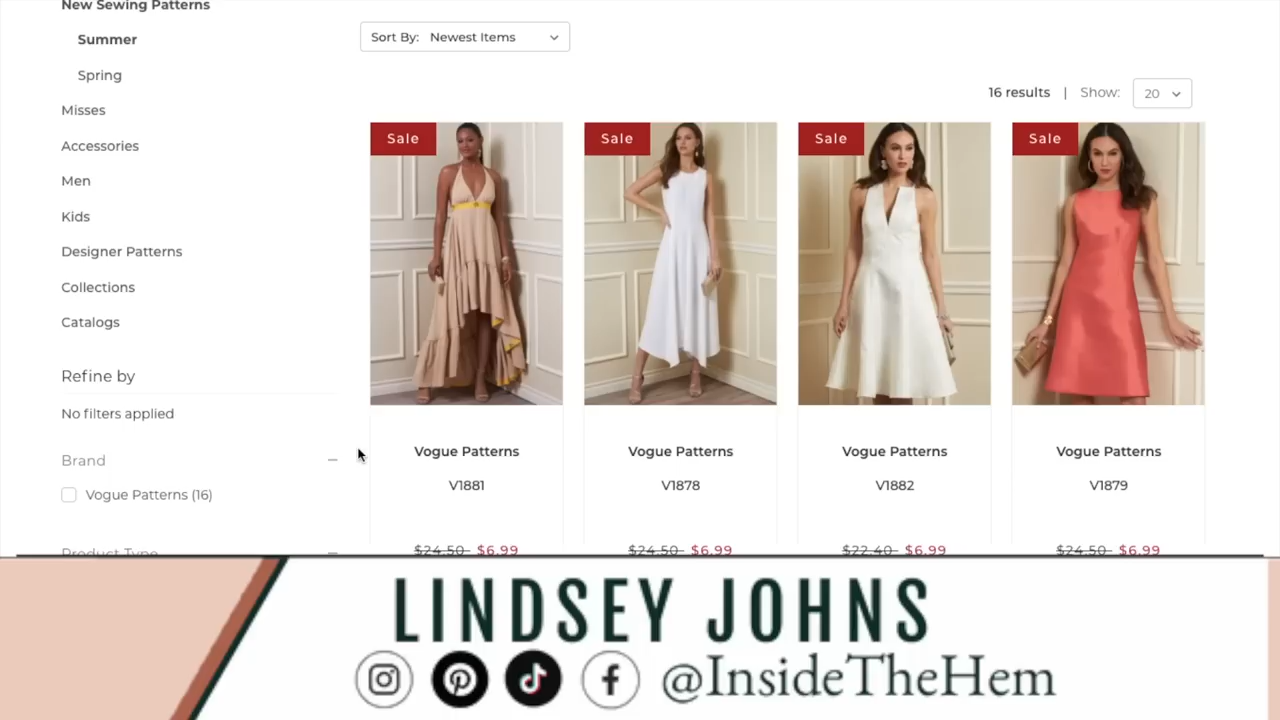 New Sewing Patterns
Summer
Spring
Misses
Accessories
Men
Kids
Designer Patterns
Collections
Catalogs
Refine by
No filters applied
Brand
Vogue Patterns (16)
Product Type
Sort By: Newest Items
16 results | Show: 20
Sale Sale Sale Sale
Vogue Patterns Vogue Patterns Vogue Patterns Vogue Patterns
V1881 V1878 V1882 V1879
$24.50 $6.99 $24.50 $6.99 $22.40 $6.99 $24.50 $6.99
LINDSEY JOHNS
@InsideTheHem